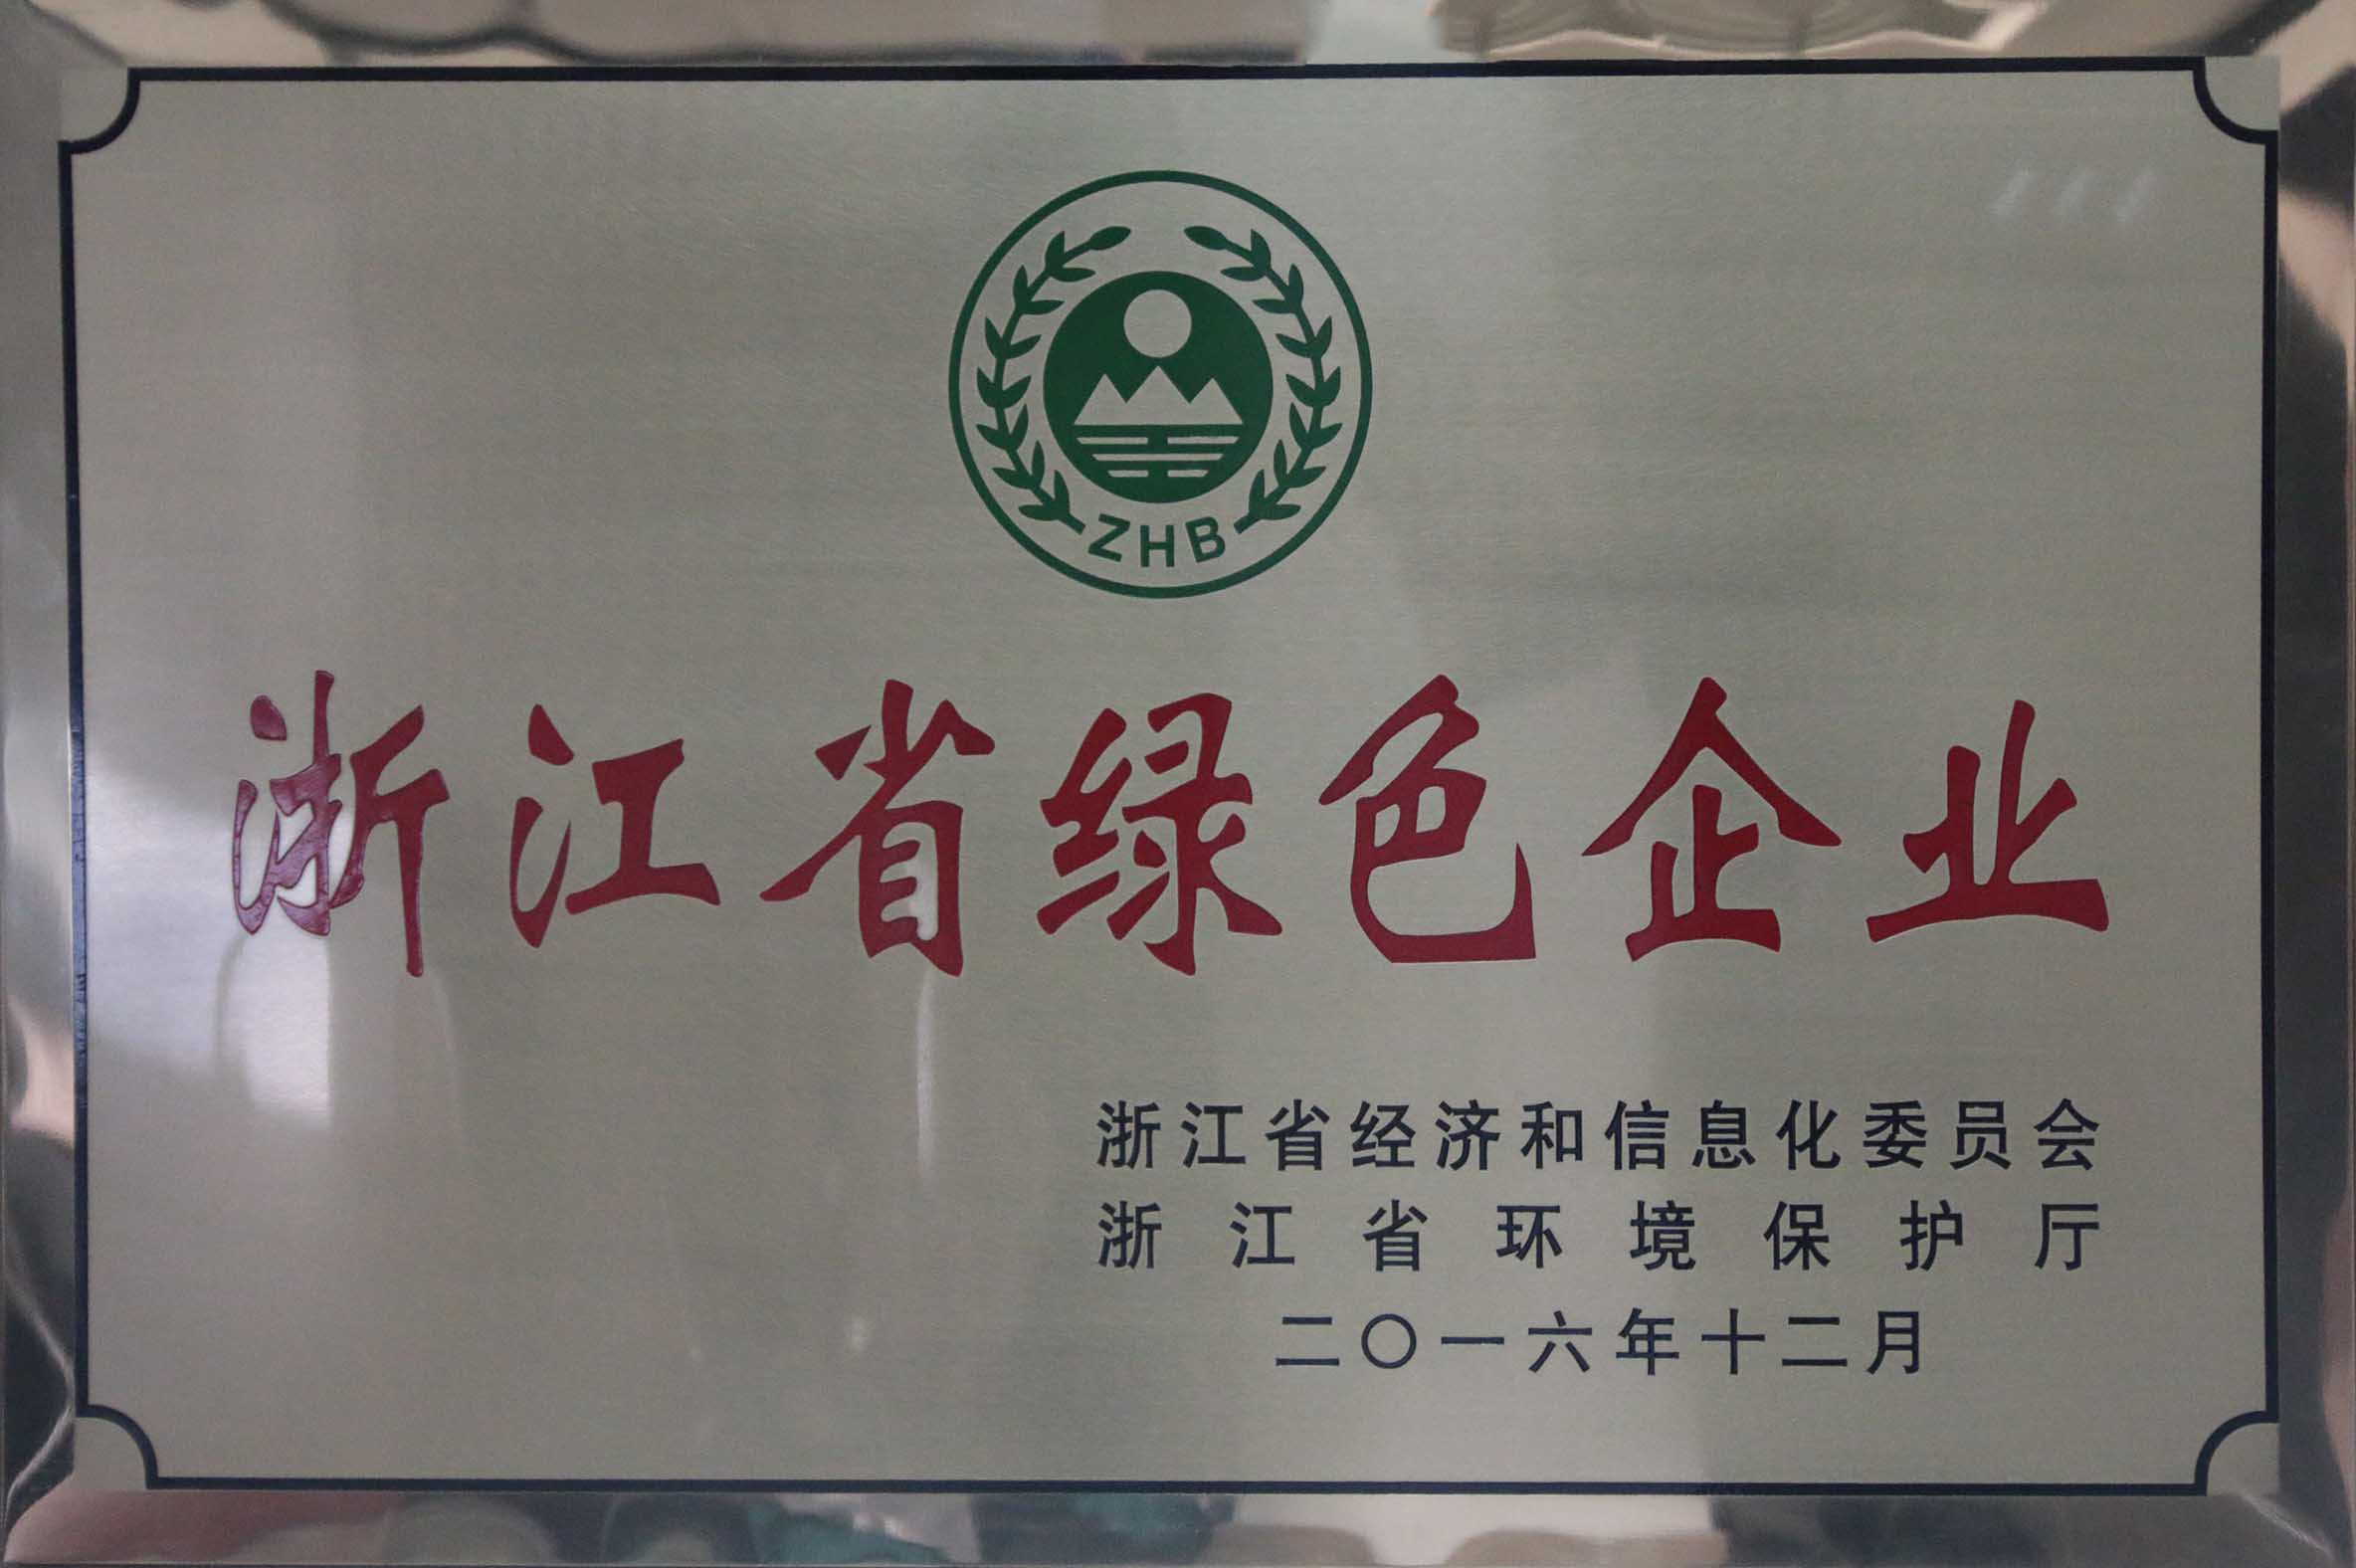 ZHB
浙江省绿色企业
浙江省经济和信息化委员会
浙江省环境保护厅
二〇一六年十二月